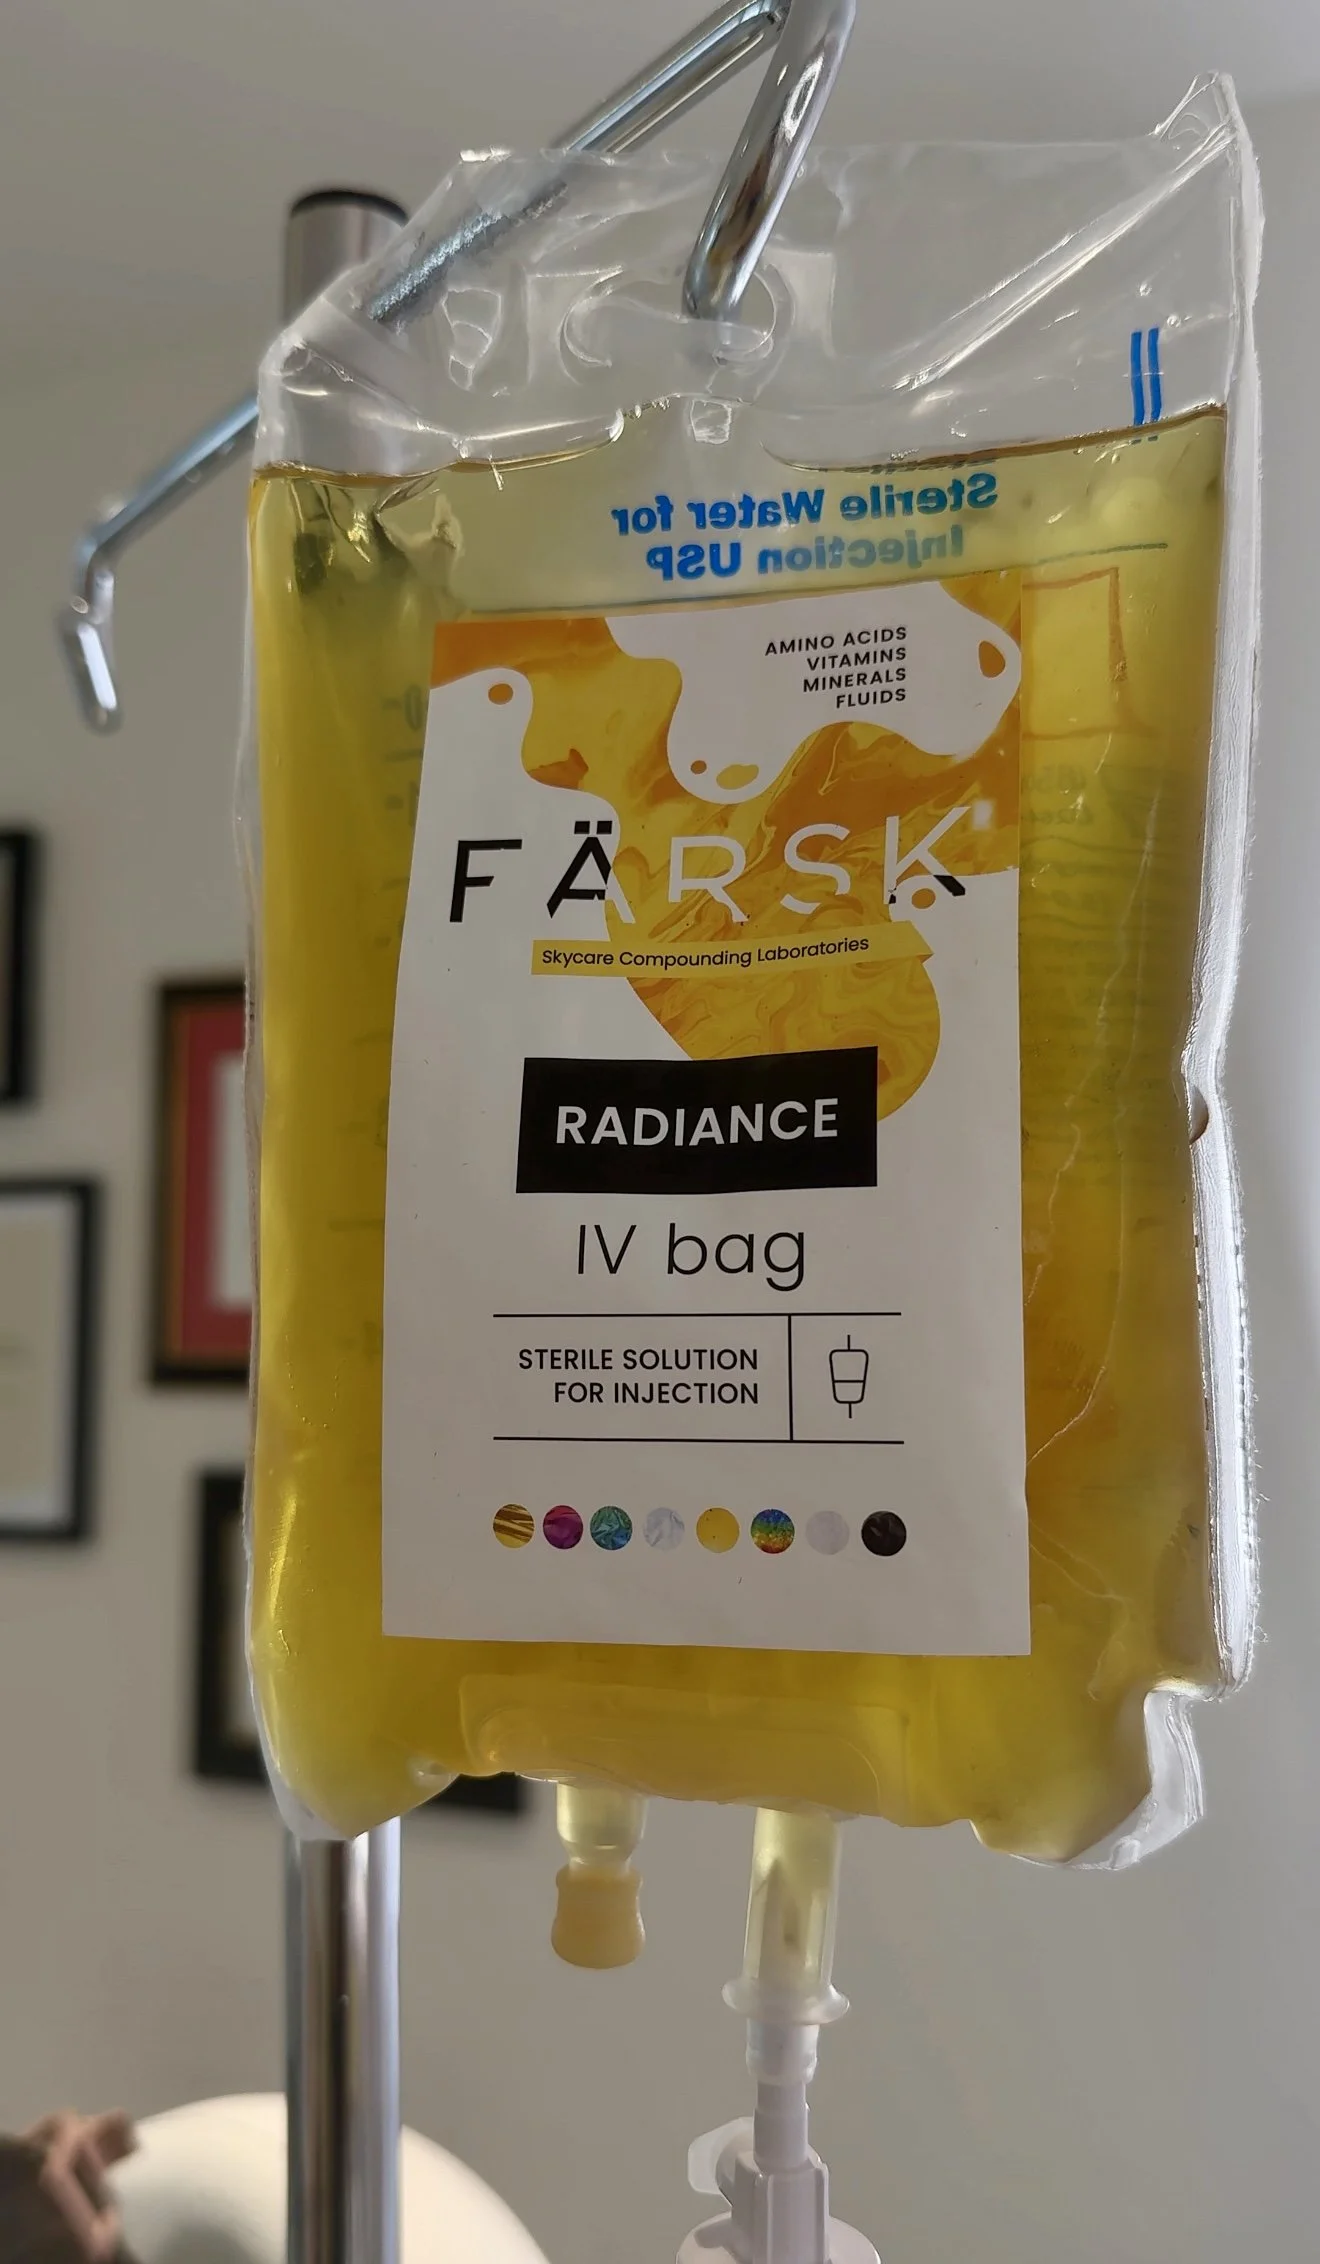 Sterile Water for
Injection USP
AMINO ACIDS
VITAMINS
MINERALS
FLUIDS
FÄRSK
Skycare Compounding Laboratories
RADIANCE
IV bag
STERILE SOLUTION
FOR INJECTION